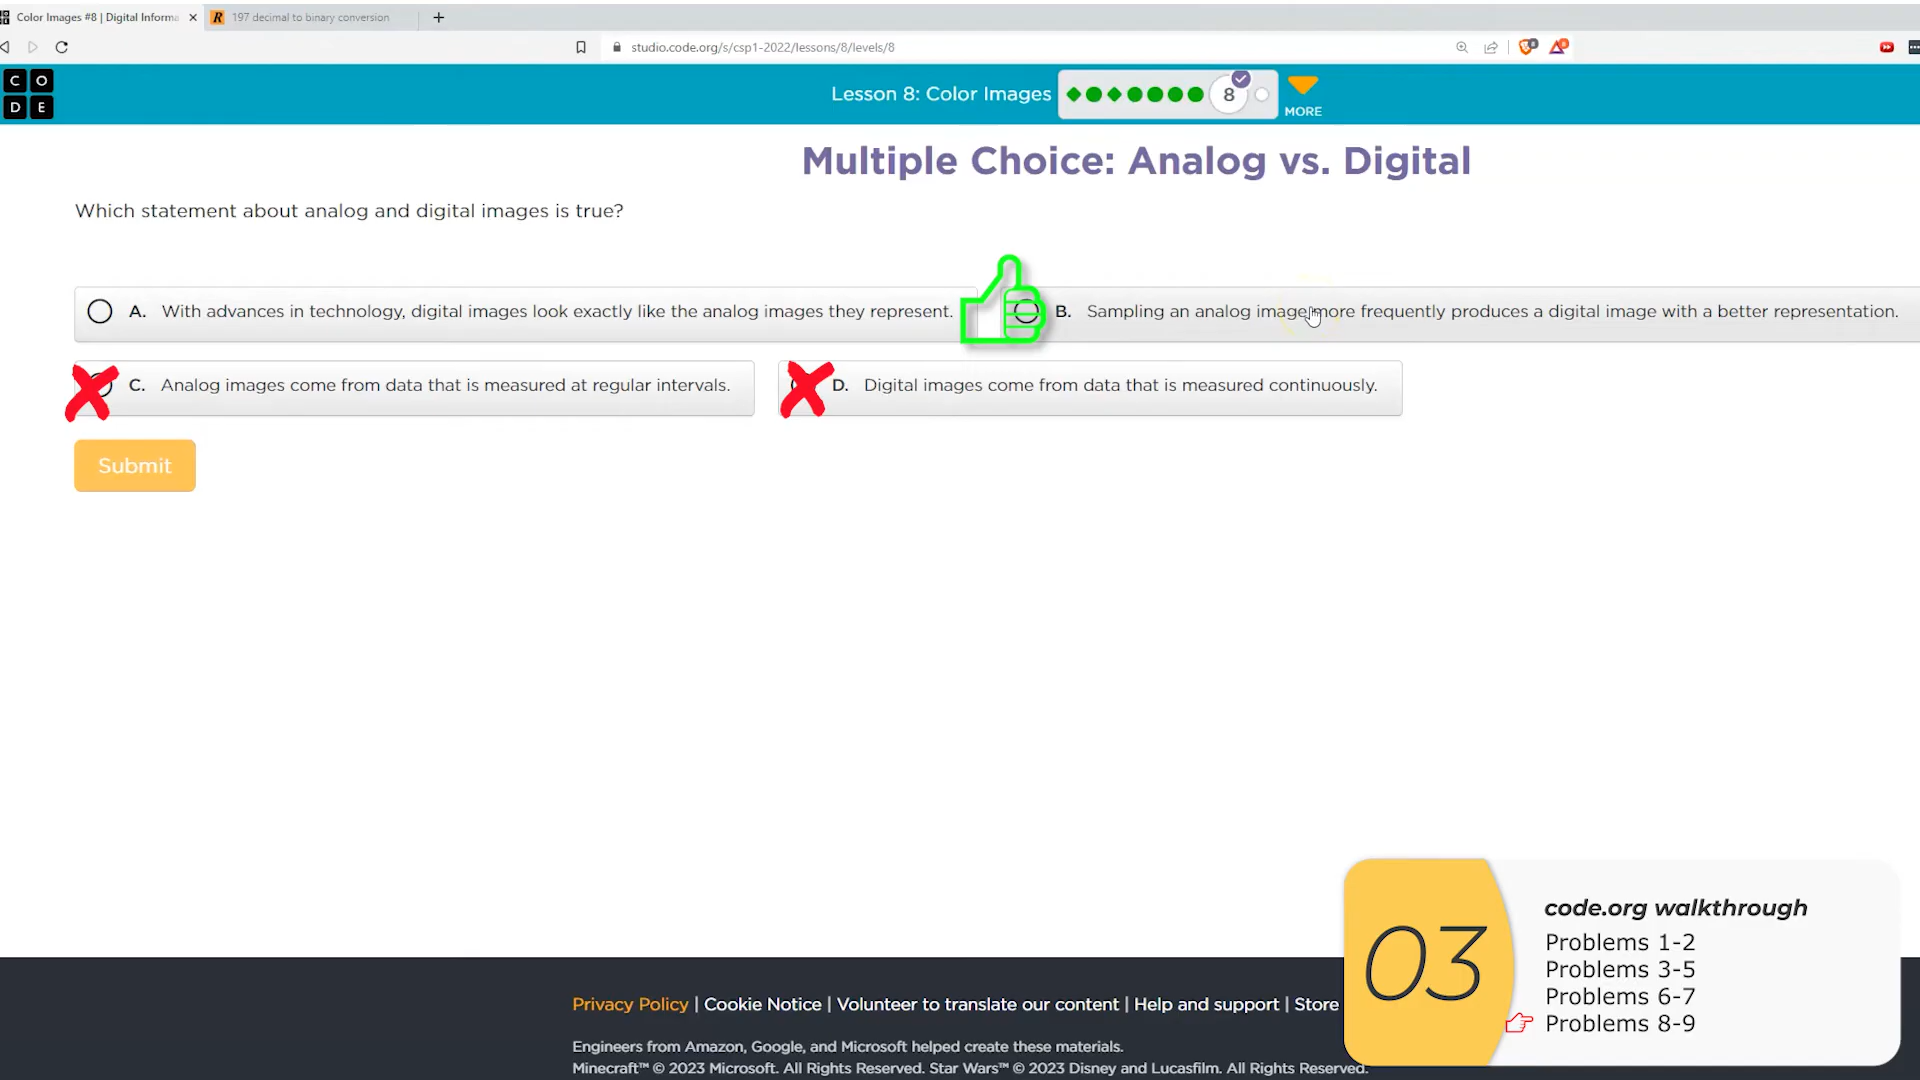 Color Images #8 | Digital Informa
197 decimal to binary conversion
studio.code.org/s/csp1-2022/lessons/8/levels/8
C O
D E
Lesson 8: Color Images
8
MORE
Multiple Choice: Analog vs. Digital
Which statement about analog and digital images is true?
A. With advances in technology, digital images look exactly like the analog images they represent.
B. Sampling an analog image more frequently produces a digital image with a better representation.
C. Analog images come from data that is measured at regular intervals.
D. Digital images come from data that is measured continuously.
Submit
03
code.org walkthrough
Problems 1-2
Problems 3-5
Problems 6-7
Problems 8-9
Privacy Policy | Cookie Notice | Volunteer to translate our content | Help and support | Store
Engineers from Amazon, Google, and Microsoft helped create these materials.
Minecraft™ © 2023 Microsoft. All Rights Reserved. Star Wars™ © 2023 Disney and Lucasfilm. All Rights Reserved.